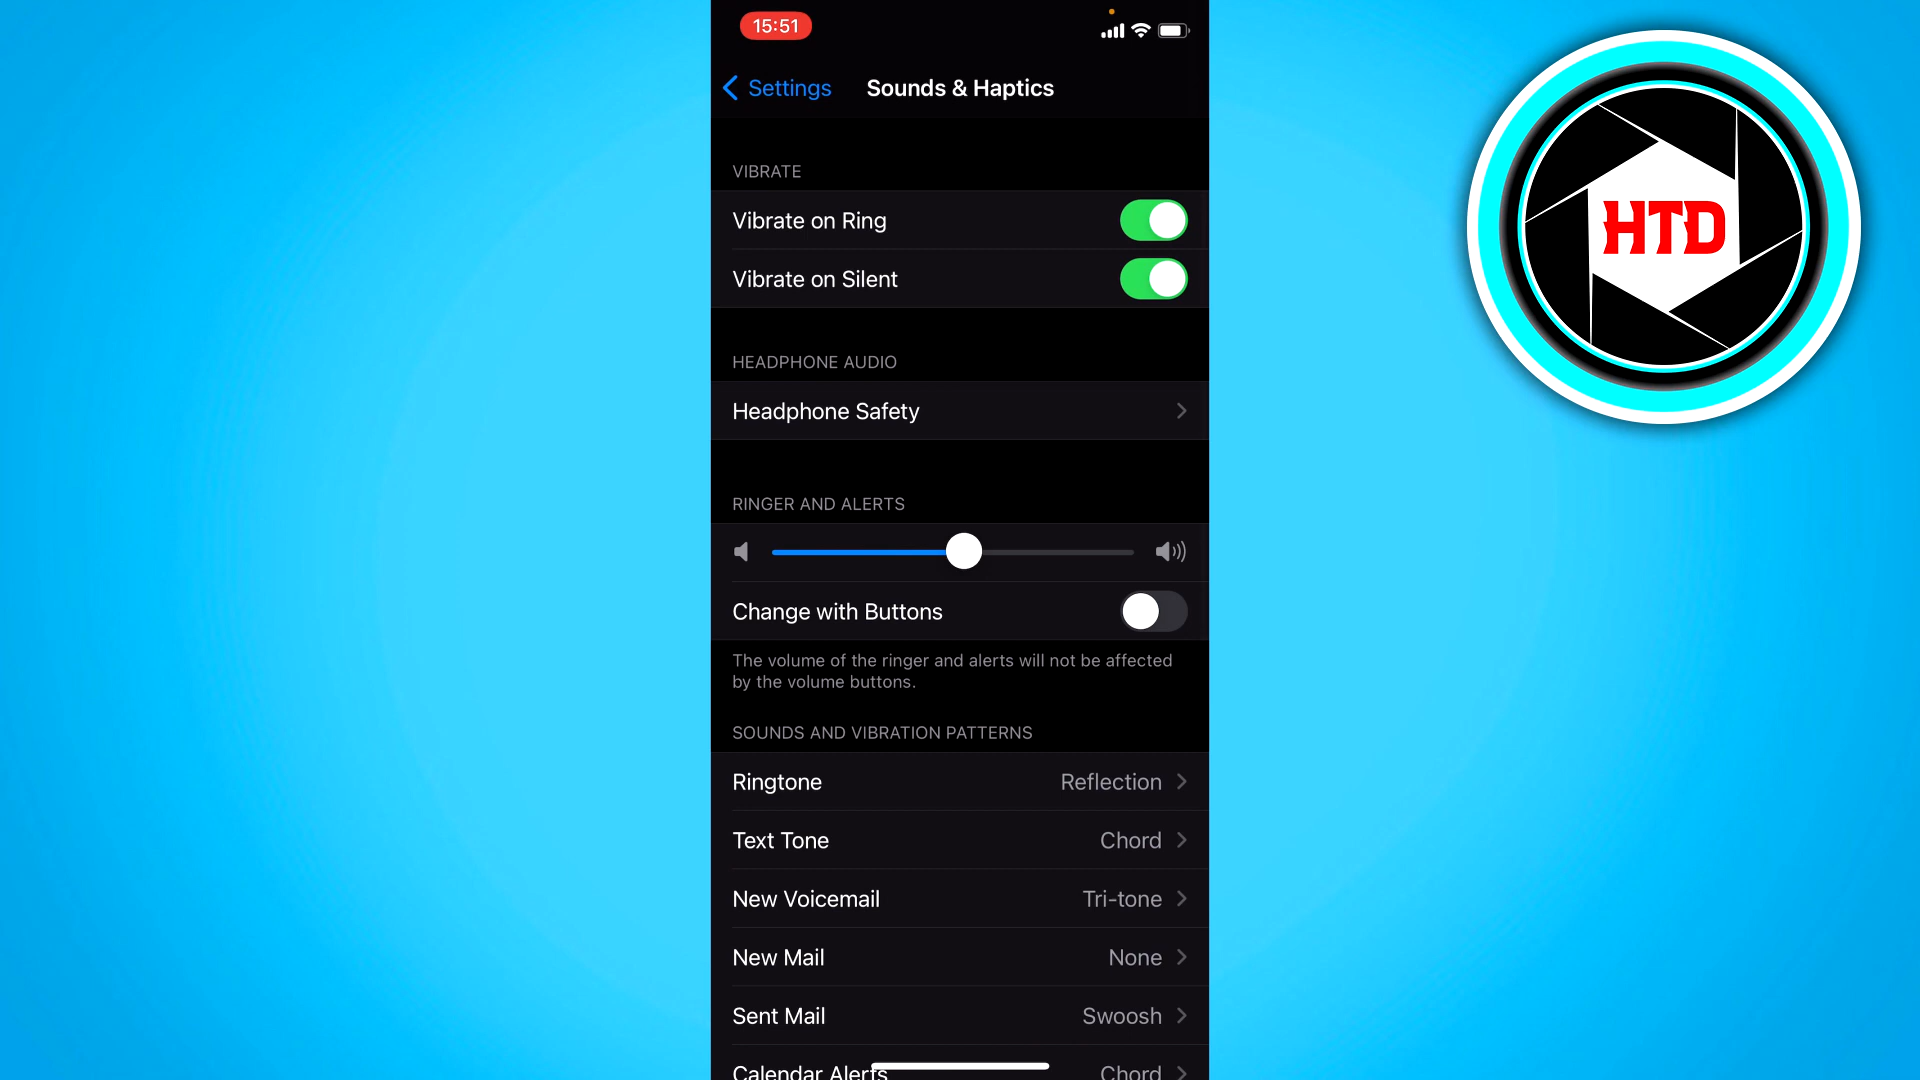 15:51
Settings
Sounds & Haptics
VIBRATE
Vibrate on Ring
Vibrate on Silent
HEADPHONE AUDIO
Headphone Safety
RINGER AND ALERTS
Change with Buttons
The volume of the ringer and alerts will not be affected
by the volume buttons.
SOUNDS AND VIBRATION PATTERNS
Ringtone Reflection
Text Tone Chord
New Voicemail Tri-tone
New Mail None
Sent Mail Swoosh
Calendar Alerts Chord
HTD